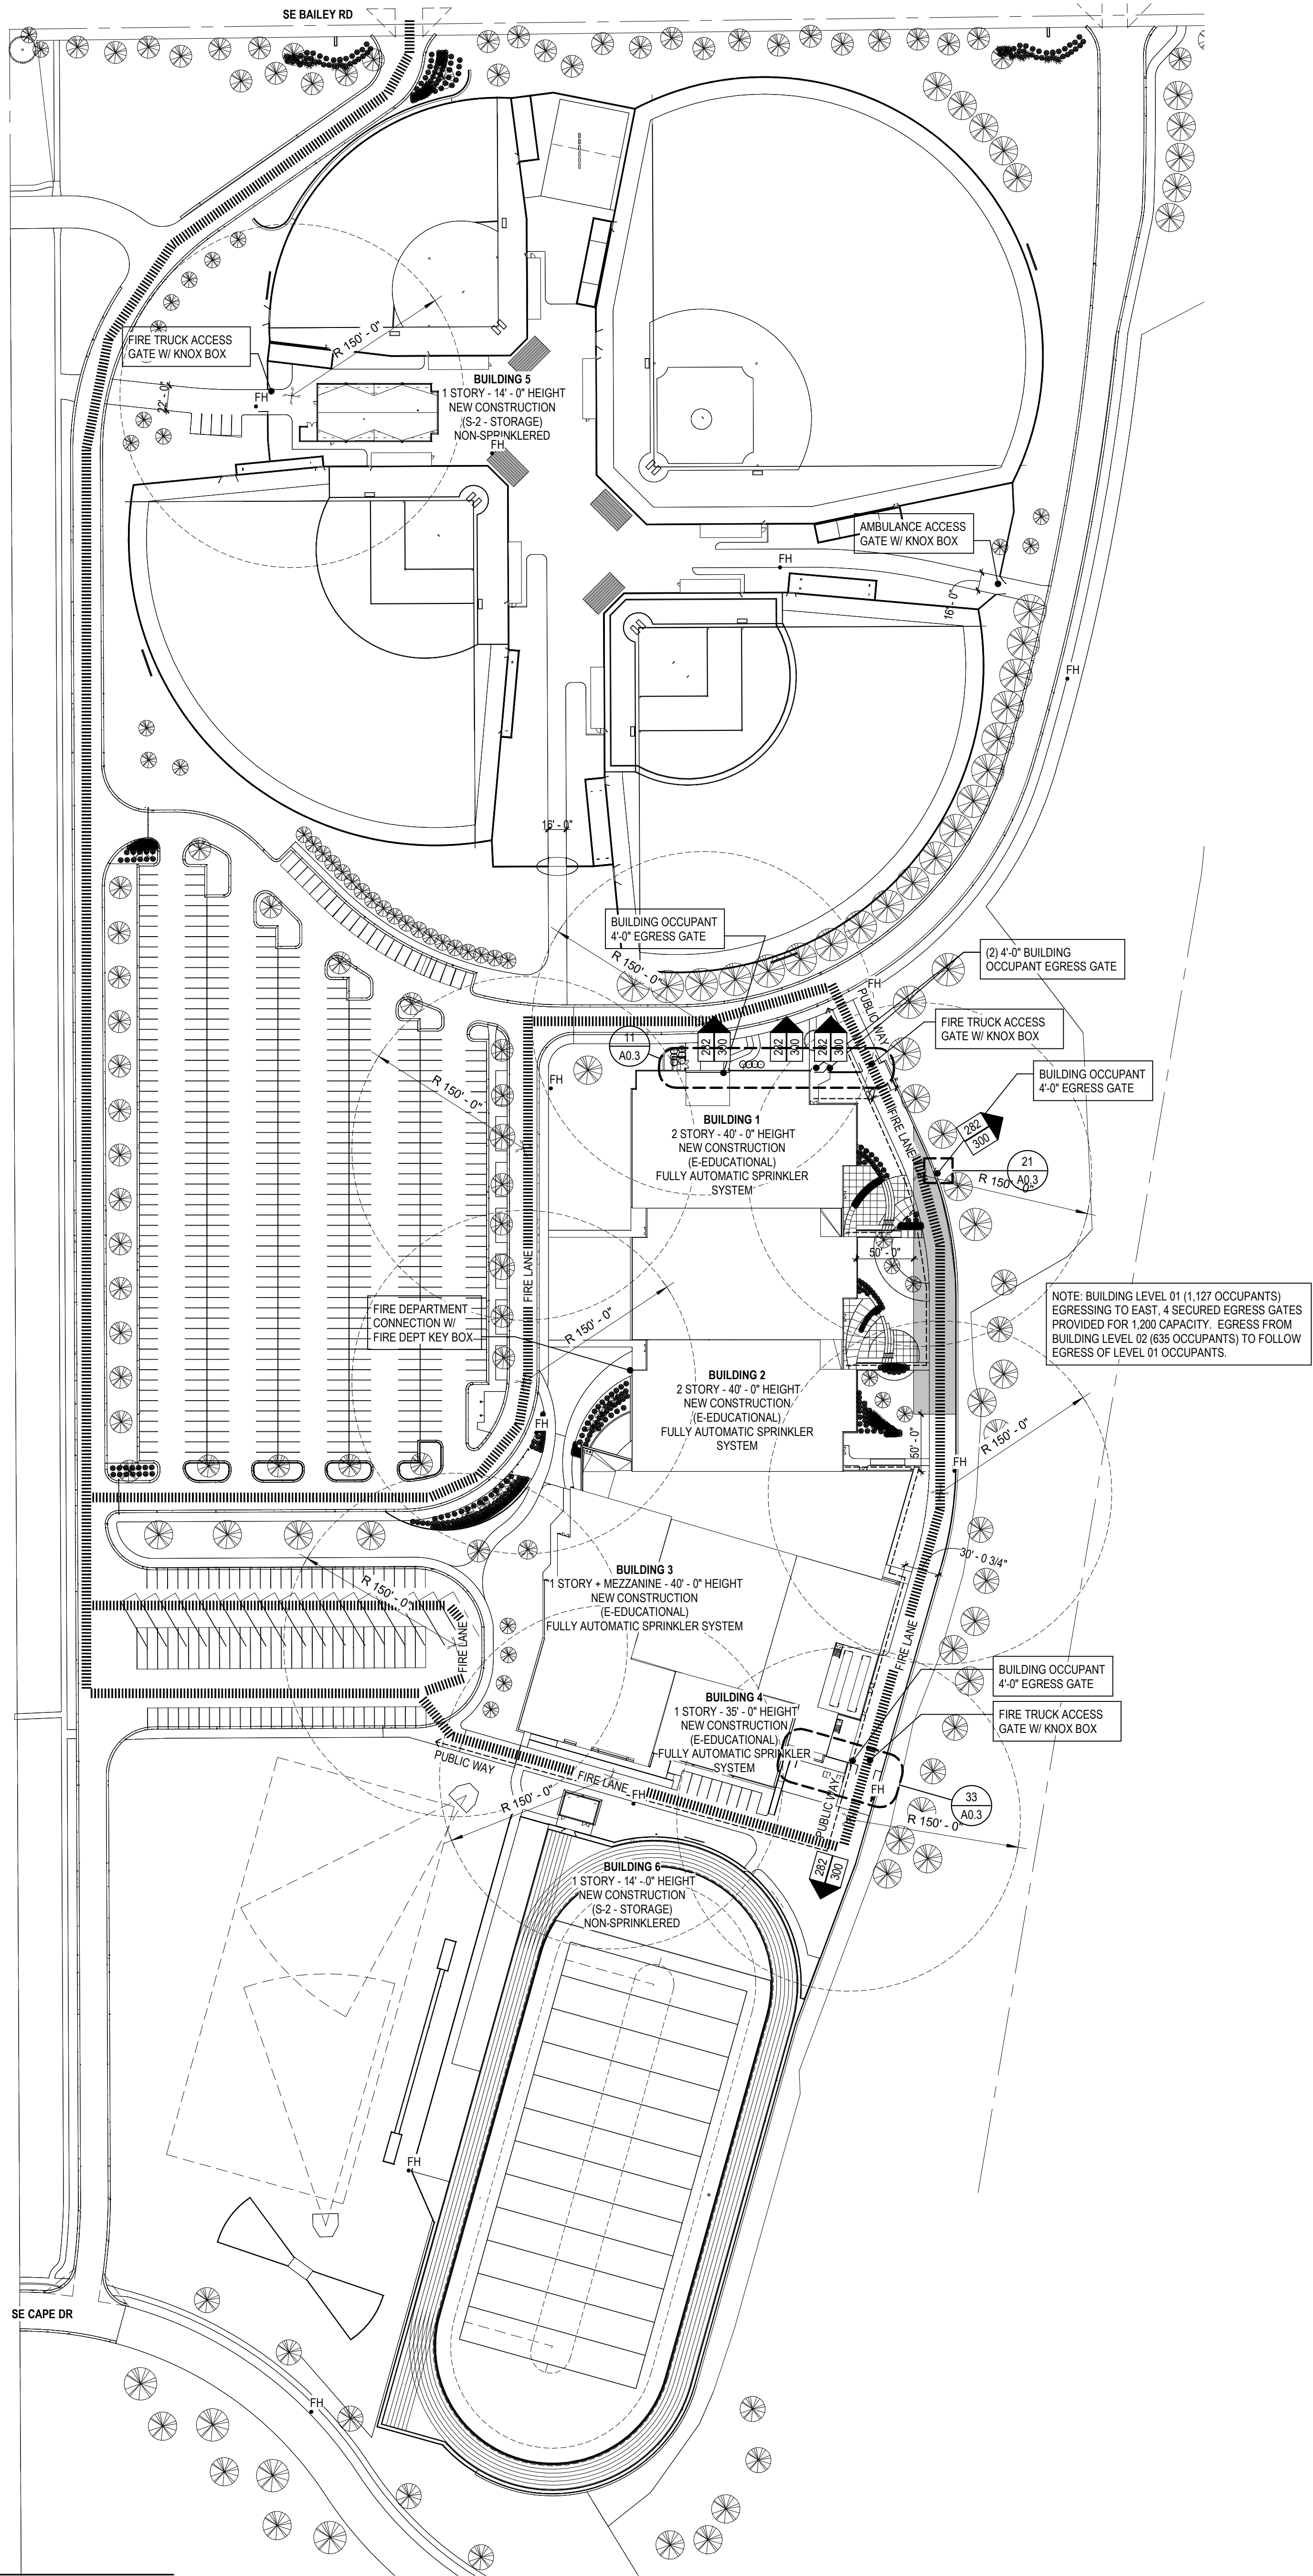 SE BAILEY RD
R 150' - 0"
FIRE TRUCK ACCESS
GATE W/ KNOX BOX
22' - 0"
FH
BUILDING 5
1 STORY - 14' - 0" HEIGHT
NEW CONSTRUCTION
(S-2 - STORAGE)
NON-SPRINKLERED
FH
AMBULANCE ACCESS
GATE W/ KNOX BOX
FH
16' - 0"
FH
16' - 0"
BUILDING OCCUPANT
4'-0" EGRESS GATE
R 150' - 0"
(2) 4'-0" BUILDING
OCCUPANT EGRESS GATE
FH
PUBLIC WAY
FIRE TRUCK ACCESS
GATE W/ KNOX BOX
11
A0.3
282
300
282
300
282
300
BUILDING OCCUPANT
4'-0" EGRESS GATE
FH
R 150' - 0"
FIRE LANE
282
300
BUILDING 1
2 STORY - 40' - 0" HEIGHT
NEW CONSTRUCTION
(E-EDUCATIONAL)
FULLY AUTOMATIC SPRINKLER
SYSTEM
21
A0.3
R 150' - 0"
50' - 0"
FIRE LANE
NOTE: BUILDING LEVEL 01 (1,127 OCCUPANTS)
EGRESSING TO EAST, 4 SECURED EGRESS GATES
PROVIDED FOR 1,200 CAPACITY. EGRESS FROM
BUILDING LEVEL 02 (635 OCCUPANTS) TO FOLLOW
EGRESS OF LEVEL 01 OCCUPANTS.
FIRE DEPARTMENT
CONNECTION W/
FIRE DEPT KEY BOX
R 150' - 0"
BUILDING 2
2 STORY - 40' - 0" HEIGHT
NEW CONSTRUCTION
(E-EDUCATIONAL)
FULLY AUTOMATIC SPRINKLER
SYSTEM
FH
50' - 0"
R 150' - 0"
FH
30' - 0 3/4"
BUILDING 3
1 STORY + MEZZANINE - 40' - 0" HEIGHT
NEW CONSTRUCTION
(E-EDUCATIONAL)
FULLY AUTOMATIC SPRINKLER SYSTEM
R 150' - 0"
FIRE LANE
FIRE LANE
BUILDING OCCUPANT
4'-0" EGRESS GATE
BUILDING 4
1 STORY - 35' - 0" HEIGHT
NEW CONSTRUCTION
(E-EDUCATIONAL)
FULLY AUTOMATIC SPRINKLER
SYSTEM
FIRE TRUCK ACCESS
GATE W/ KNOX BOX
PUBLIC WAY
FIRE LANE
FH
R 150' - 0"
PUBLIC WAY
FH
33
A0.3
R 150' - 0"
282
300
BUILDING 6
1 STORY - 14' - 0" HEIGHT
NEW CONSTRUCTION
(S-2 - STORAGE)
NON-SPRINKLERED
FH
SE CAPE DR
FH